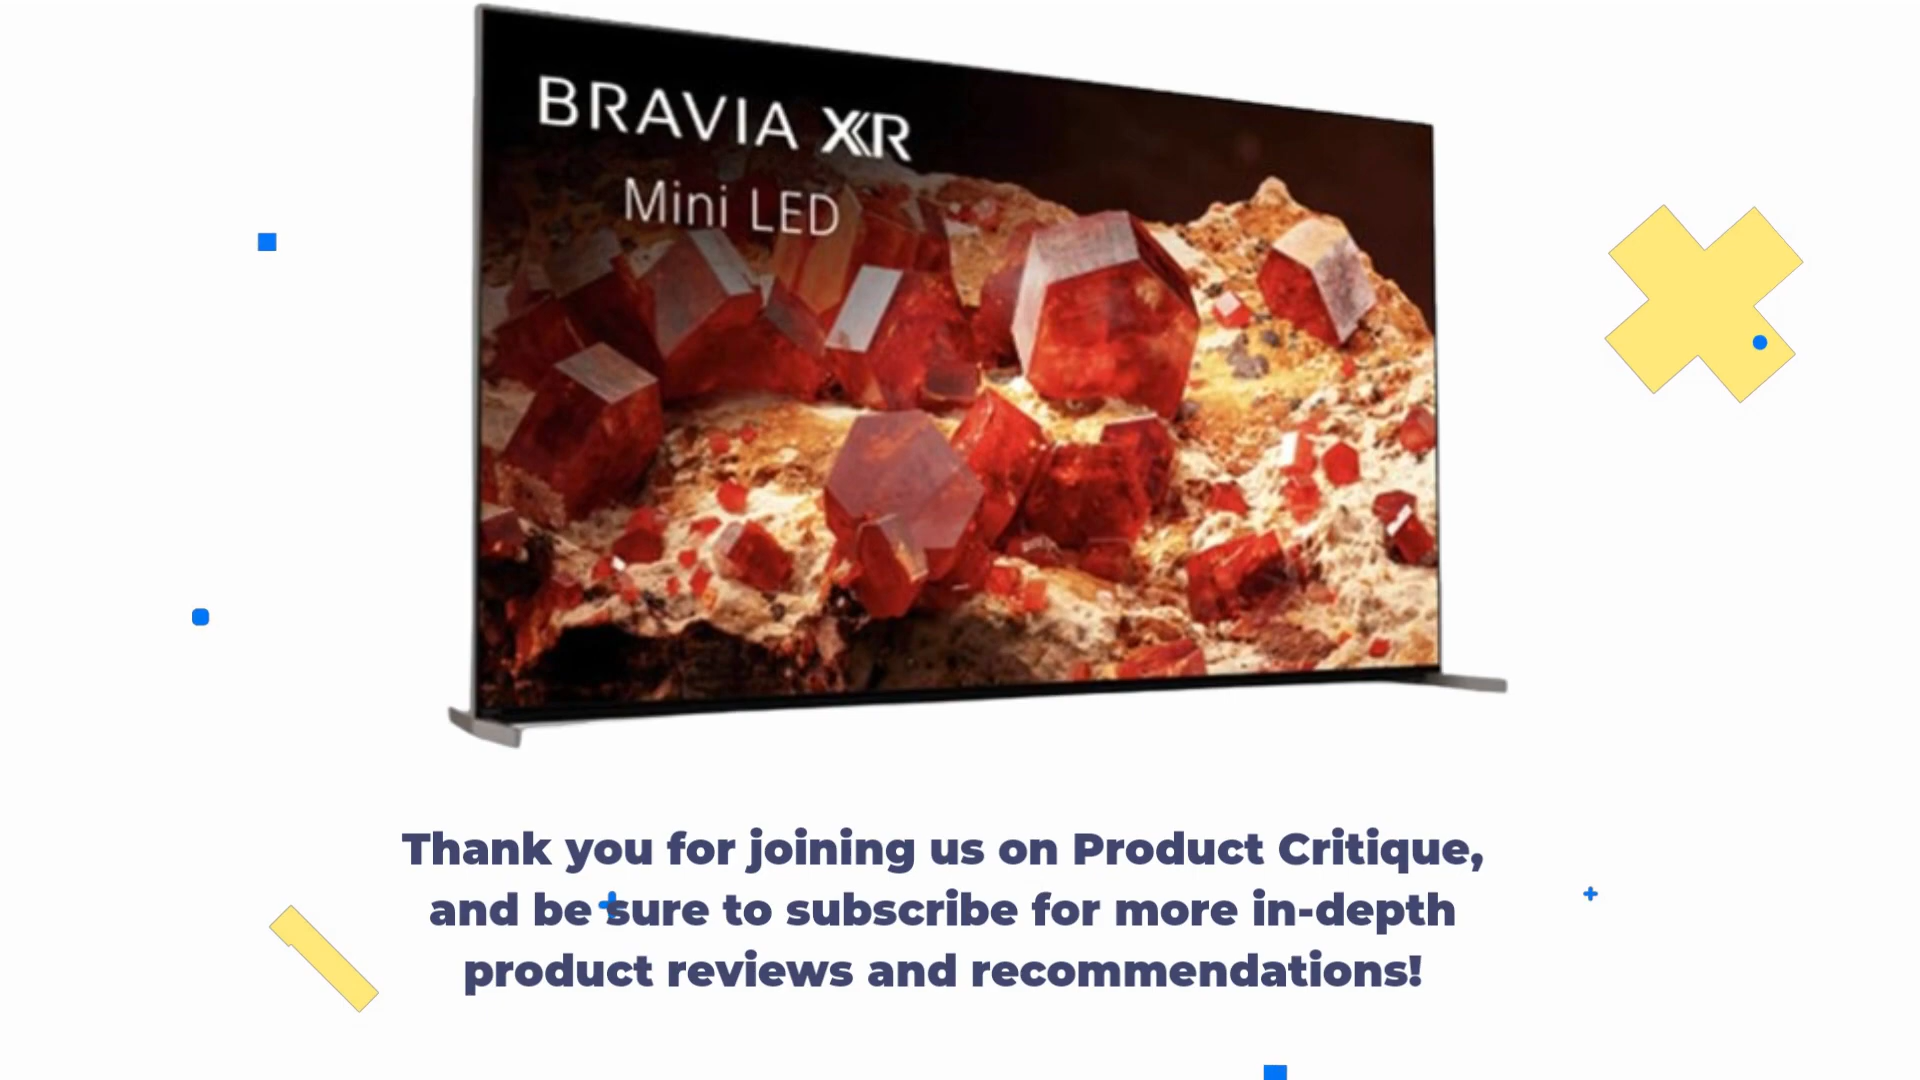 BRAVIA XR
Mini LED
Thank you for joining us on Product Critique,
and be sure to subscribe for more in-depth
product reviews and recommendations!